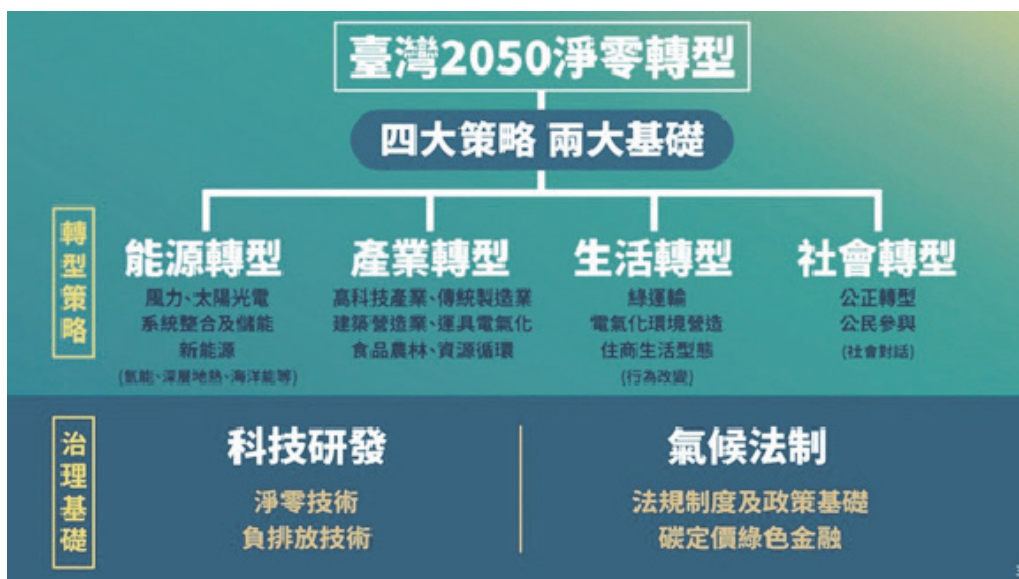 臺灣2050淨零轉型
四大策略 兩大基礎
轉型策略
能源轉型
風力、太陽光電
系統整合及儲能
新能源
(氫能、深層地熱、海洋能等)
產業轉型
高科技產業、傳統製造業
建築營造業、運具電氣化
食品農林、資源循環
生活轉型
綠運輸
電氣化環境營造
住商生活型態
(行為改變)
社會轉型
公正轉型
公民參與
(社會對話)
治理基礎
科技研發
淨零技術
負排放技術
氣候法制
法規制度及政策基礎
碳定價綠色金融